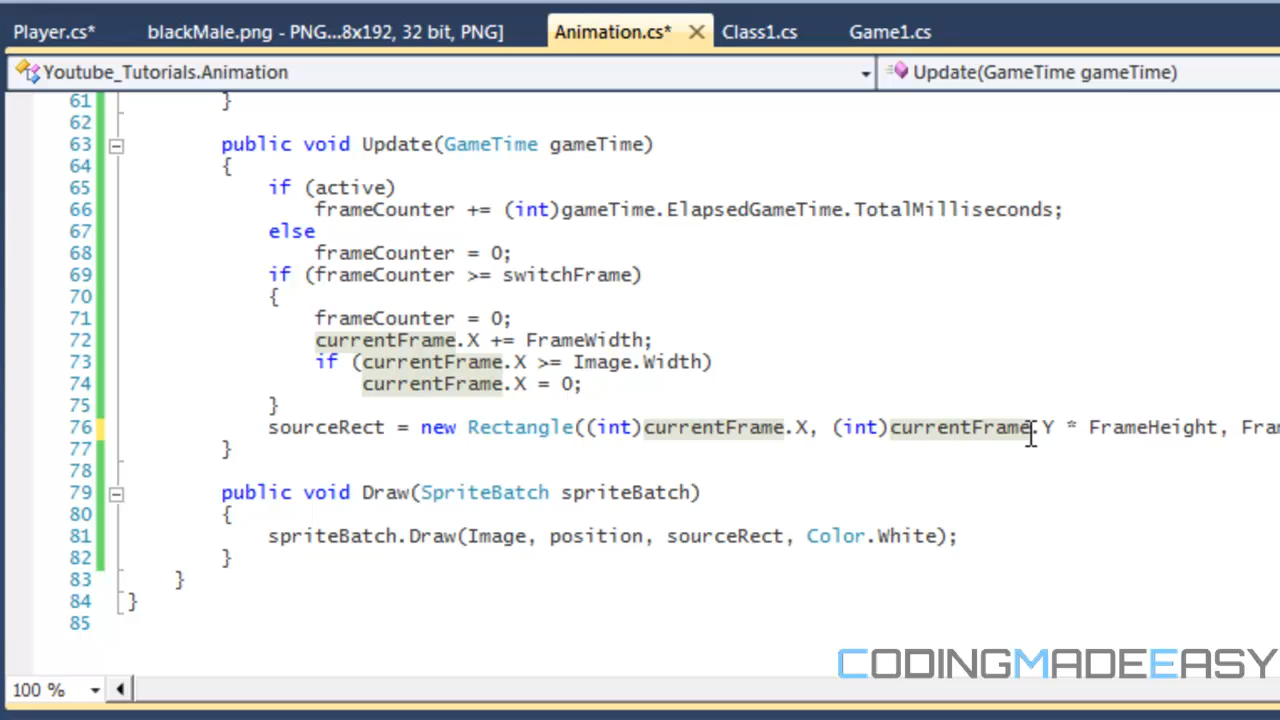 Player.cs* blackMale.png - PNG...8x192, 32 bit, PNG] Animation.cs* Class1.cs Game1.cs
Youtube_Tutorials.Animation Update(GameTime gameTime)
61 }
62
63 public void Update(GameTime gameTime)
64 {
65 if (active)
66 frameCounter += (int)gameTime.ElapsedGameTime.TotalMilliseconds;
67 else
68 frameCounter = 0;
69 if (frameCounter >= switchFrame)
70 {
71 frameCounter = 0;
72 currentFrame.X += FrameWidth;
73 if (currentFrame.X >= Image.Width)
74 currentFrame.X = 0;
75 }
76 sourceRect = new Rectangle((int)currentFrame.X, (int)currentFrame.Y * FrameHeight, Fra
77 }
78
79 public void Draw(SpriteBatch spriteBatch)
80 {
81 spriteBatch.Draw(Image, position, sourceRect, Color.White);
82 }
83 }
84 }
85
CODINGMADEEASY
100 %